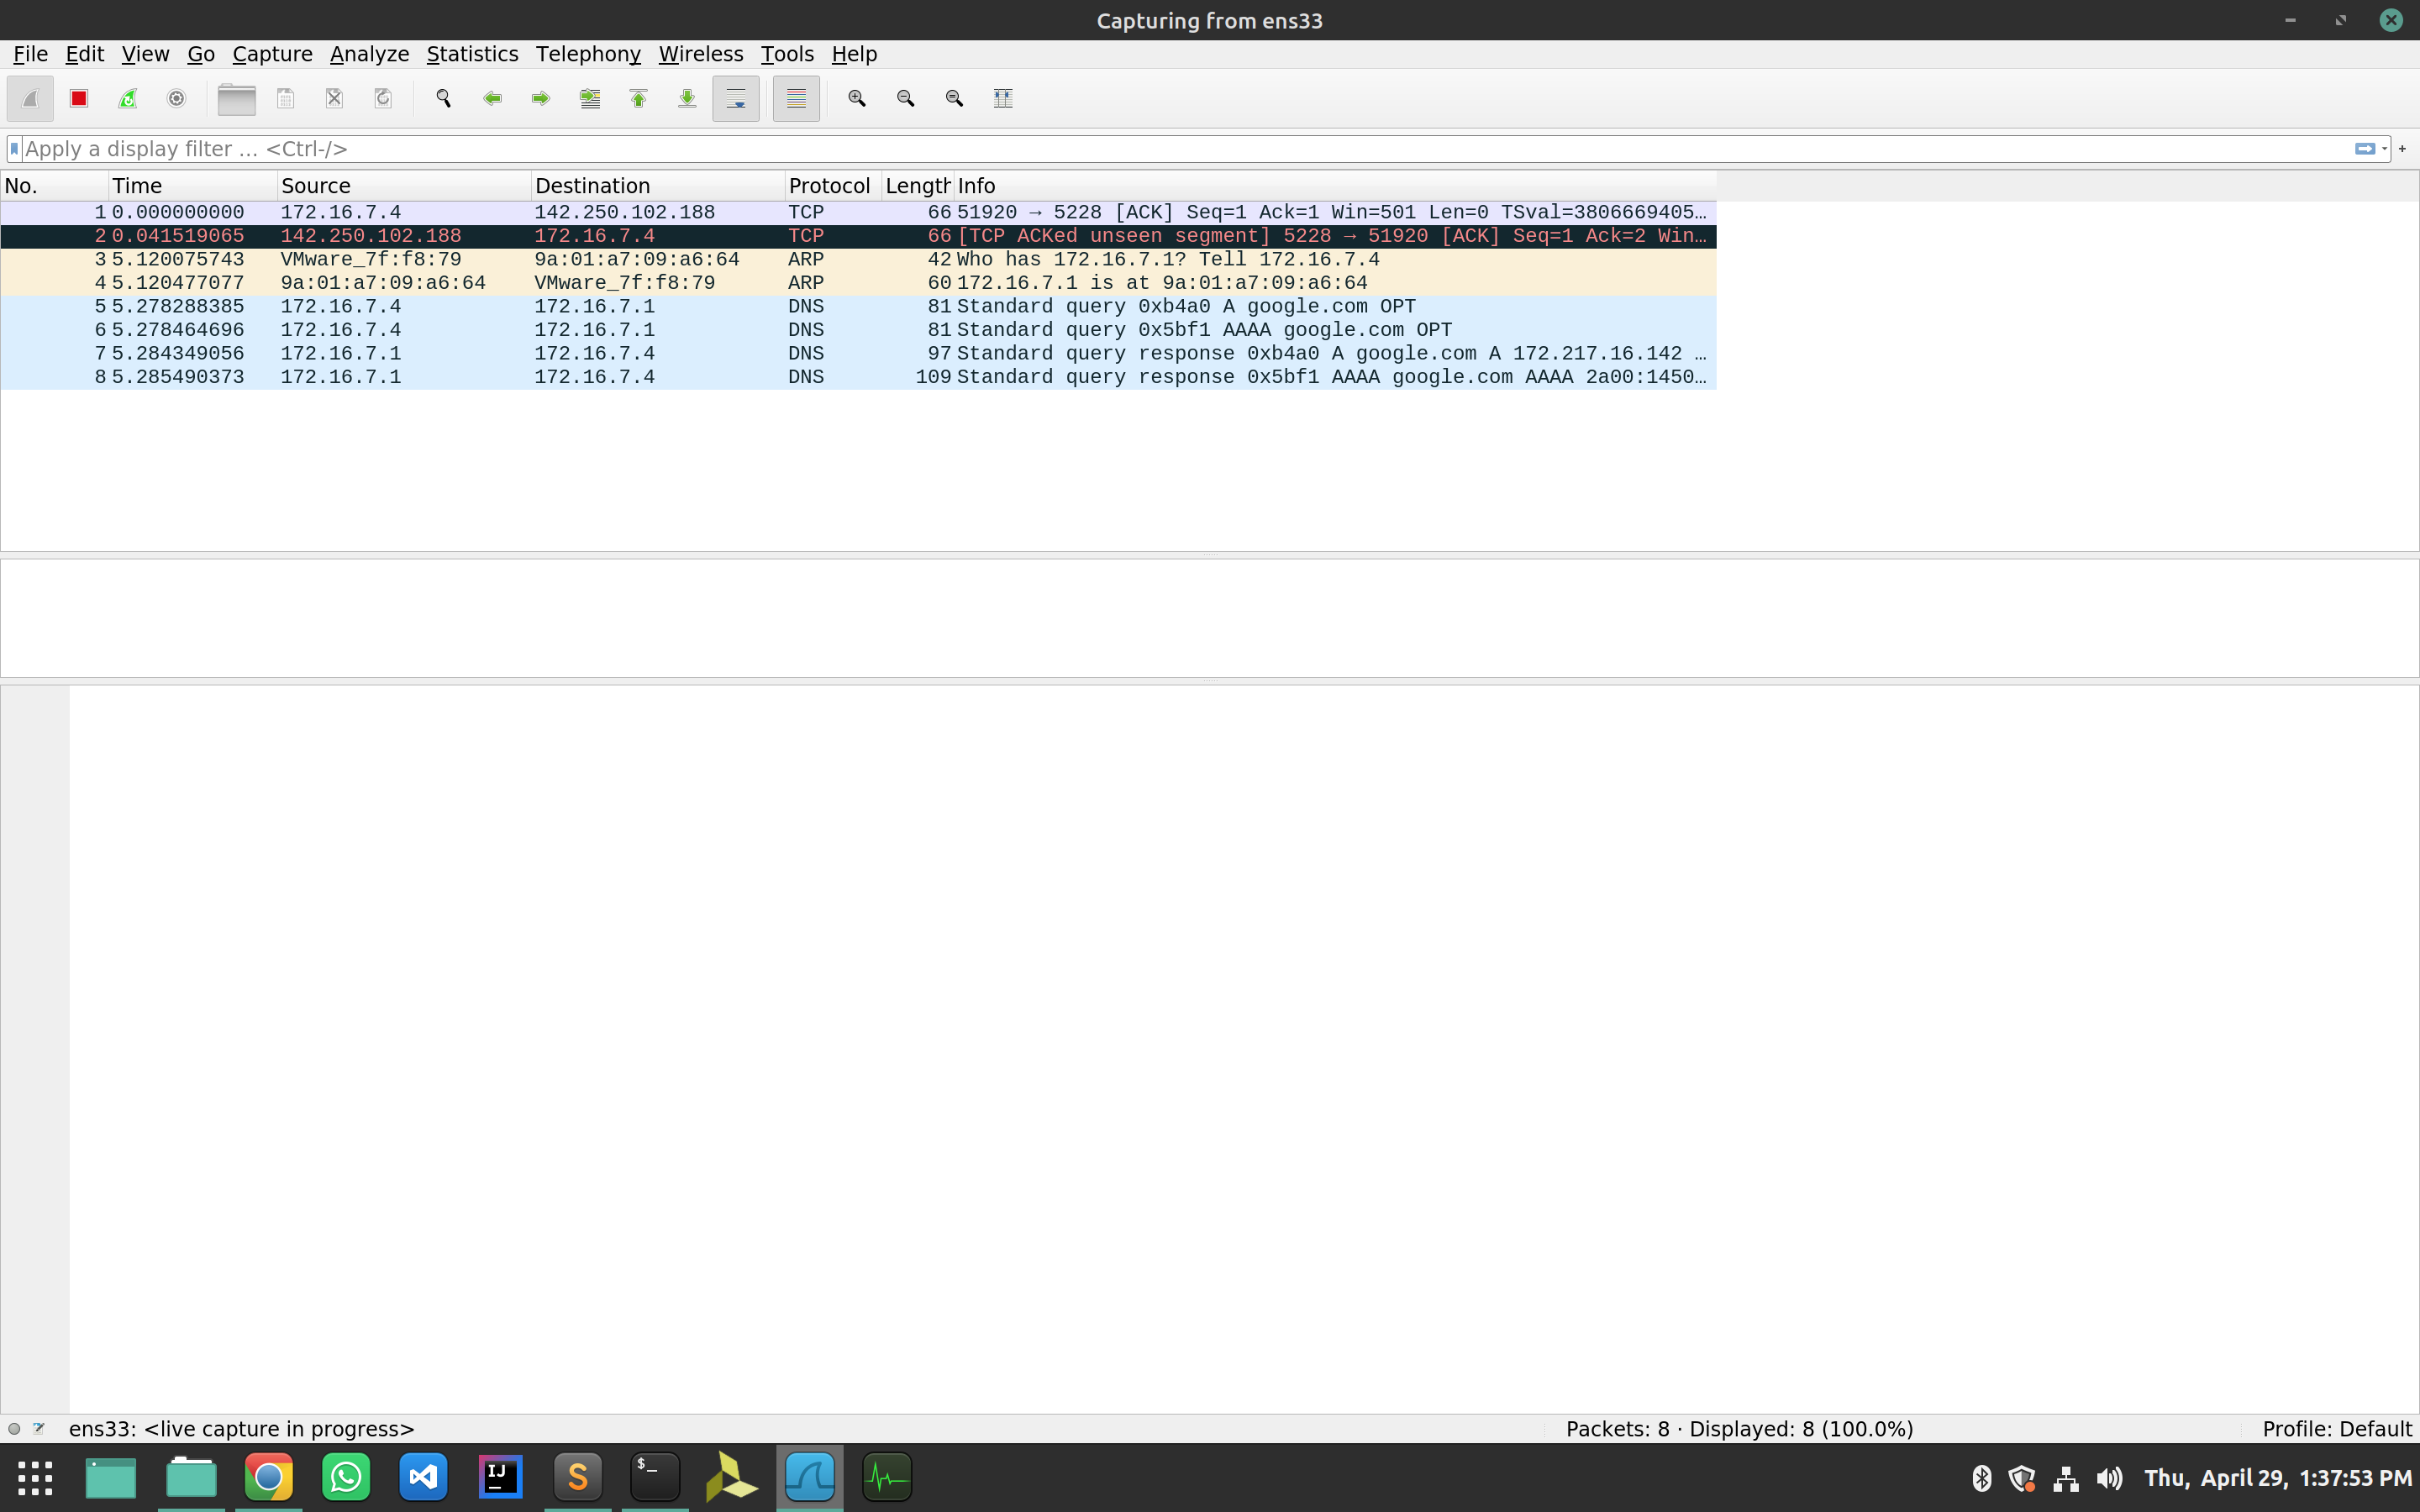 Capturing from ens33
File Edit View Go Capture Analyze Statistics Telephony Wireless Tools Help
Apply a display filter … <Ctrl-/>
No. Time Source Destination Protocol Length Info
1 0.000000000 172.16.7.4 142.250.102.188 TCP 66 51920 → 5228 [ACK] Seq=1 Ack=1 Win=501 Len=0 TSval=3806669405…
2 0.041519065 142.250.102.188 172.16.7.4 TCP 66 [TCP ACKed unseen segment] 5228 → 51920 [ACK] Seq=1 Ack=2 Win…
3 5.120075743 VMware_7f:f8:79 9a:01:a7:09:a6:64 ARP 42 Who has 172.16.7.1? Tell 172.16.7.4
4 5.120477077 9a:01:a7:09:a6:64 VMware_7f:f8:79 ARP 60 172.16.7.1 is at 9a:01:a7:09:a6:64
5 5.278288385 172.16.7.4 172.16.7.1 DNS 81 Standard query 0xb4a0 A google.com OPT
6 5.278464696 172.16.7.4 172.16.7.1 DNS 81 Standard query 0x5bf1 AAAA google.com OPT
7 5.284349056 172.16.7.1 172.16.7.4 DNS 97 Standard query response 0xb4a0 A google.com A 172.217.16.142 …
8 5.285490373 172.16.7.1 172.16.7.4 DNS 109 Standard query response 0x5bf1 AAAA google.com AAAA 2a00:1450…
ens33: <live capture in progress> Packets: 8 · Displayed: 8 (100.0%) Profile: Default
IJ S $_ Thu, April 29, 1:37:53 PM